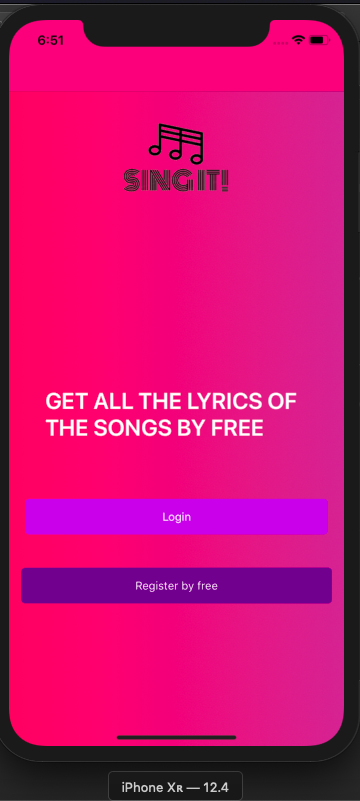 6:51
SING IT!
GET ALL THE LYRICS OF
THE SONGS BY FREE
Login
Register by free
iPhone Xʀ — 12.4